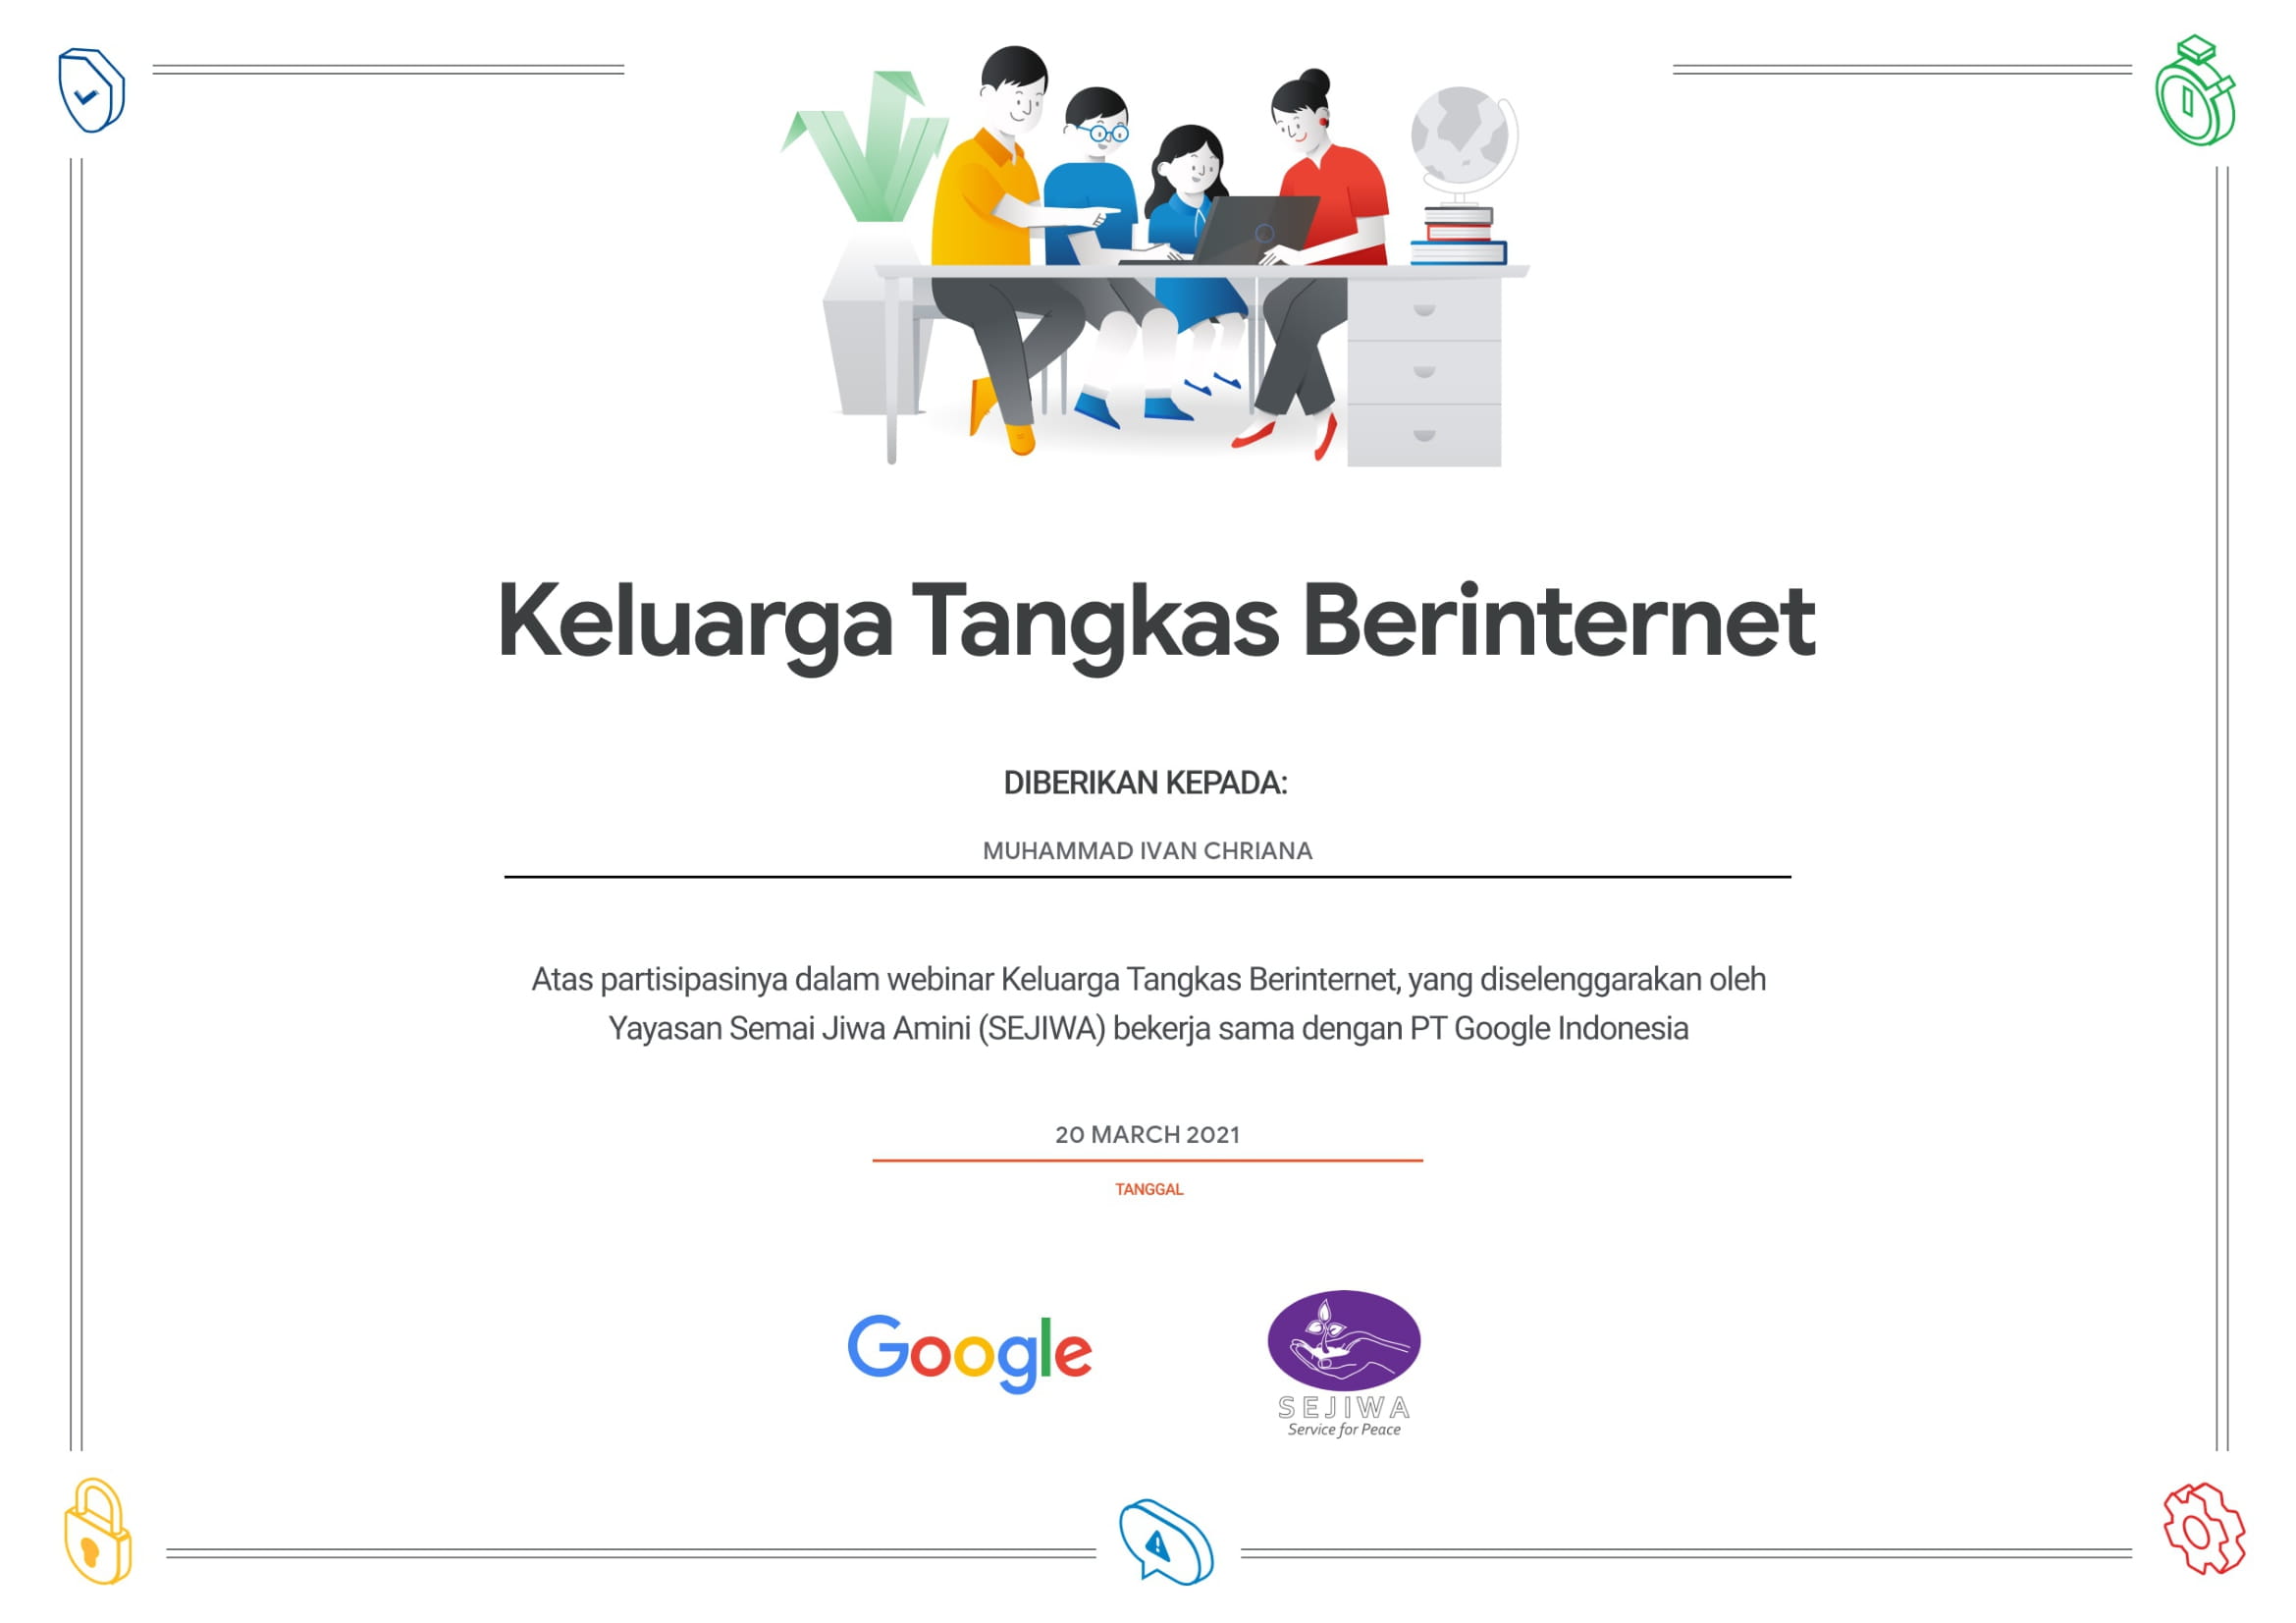 Keluarga Tangkas Berinternet
DIBERIKAN KEPADA:
MUHAMMAD IVAN CHRIANA
Atas partisipasinya dalam webinar Keluarga Tangkas Berinternet, yang diselenggarakan oleh
Yayasan Semai Jiwa Amini (SEJIWA) bekerja sama dengan PT Google Indonesia
20 MARCH 2021
TANGGAL
Google
SEJIWA
Service for Peace